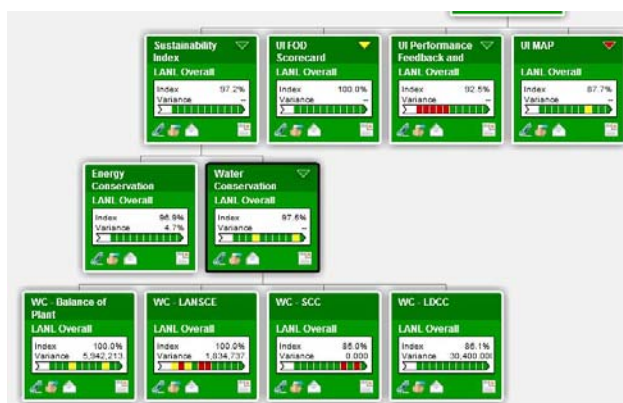 Sustainability
Index
LANL Overall
Index 97.2%
Variance --
UI FOD
Scorecard
LANL Overall
Index 100.0%
Variance --
UI Performance
Feedback and
LANL Overall
Index 92.5%
Variance --
UI MAP
LANL Overall
Index 87.7%
Variance --
Energy
Conservation
LANL Overall
Index 96.9%
Variance 4.7%
Water
Conservation
LANL Overall
Index 97.6%
Variance --
WC - Balance of
Plant
LANL Overall
Index 100.0%
Variance 5,942,213.
WC - LANSCE
LANL Overall
Index 100.0%
Variance 1,834,737
WC - SCC
LANL Overall
Index 85.0%
Variance 0.000
WC - LDCC
LANL Overall
Index 86.1%
Variance 30,400.00(